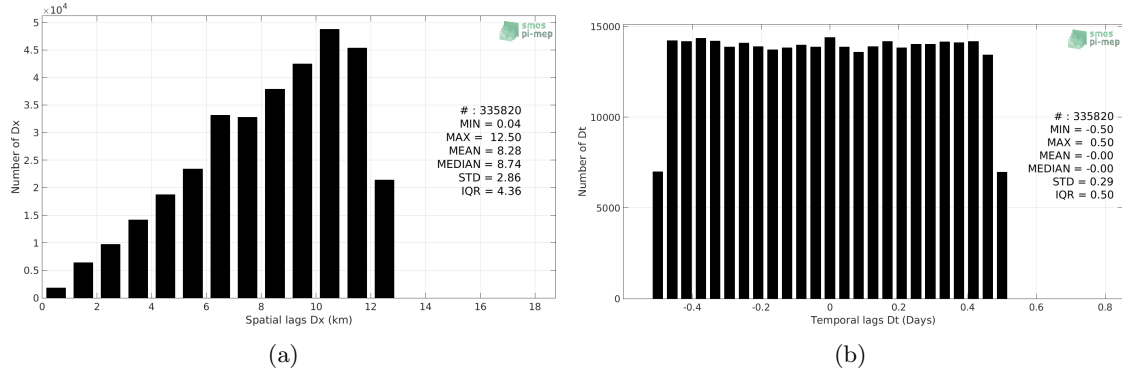 ×10⁴
5
4.5
4
3.5
3
2.5
2
1.5
1
0.5
0
Number of Dx
smos
pi-mep
# : 335820
MIN = 0.04
MAX = 12.50
MEAN = 8.28
MEDIAN = 8.74
STD = 2.86
IQR = 4.36
0 2 4 6 8 10 12 14 16 18
Spatial lags Dx (km)
(a)
15000
10000
5000
0
Number of Dt
smos
pi-mep
# : 335820
MIN = -0.50
MAX = 0.50
MEAN = -0.00
MEDIAN = -0.00
STD = 0.29
IQR = 0.50
-0.4 -0.2 0 0.2 0.4 0.6 0.8
Temporal lags Dt (Days)
(b)